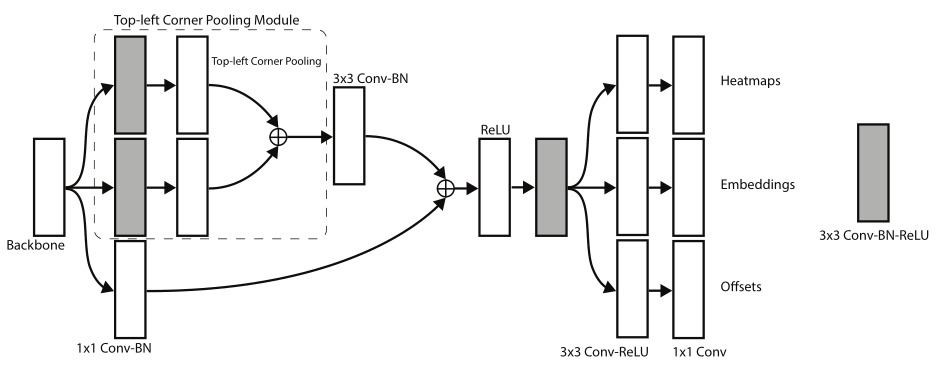 Top-left Corner Pooling Module
Top-left Corner Pooling
3x3 Conv-BN
Backbone
1x1 Conv-BN
ReLU
Heatmaps
Embeddings
Offsets
3x3 Conv-ReLU
1x1 Conv
3x3 Conv-BN-ReLU